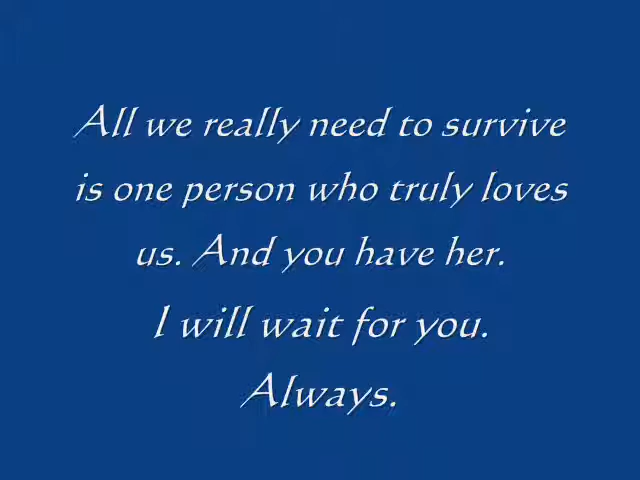 All we really need to survive
is one person who truly loves
us. And you have her.
I will wait for you.
Always.